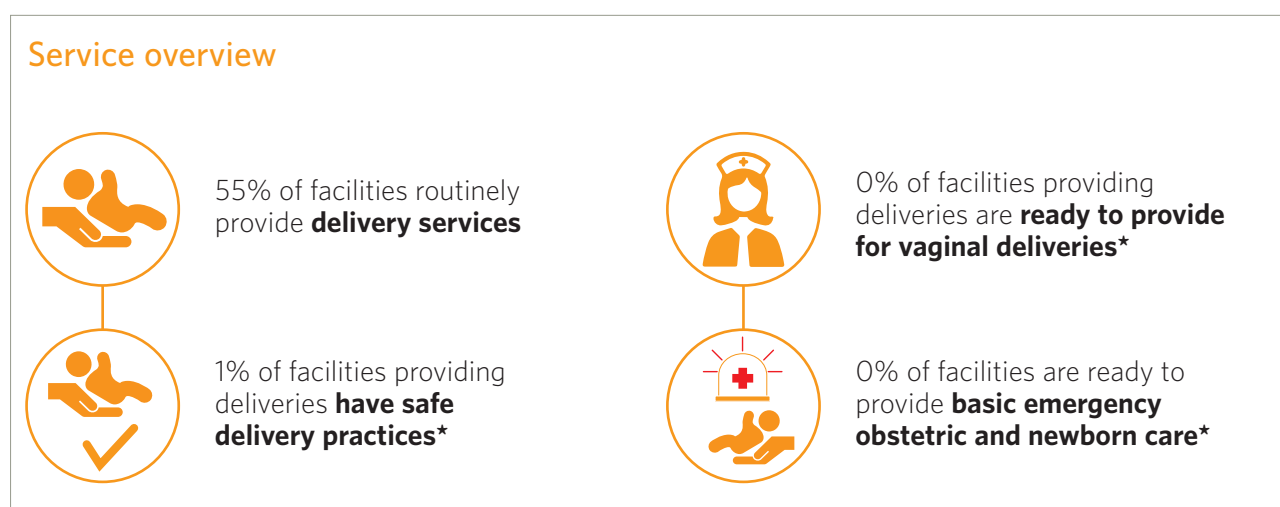 Service overview
55% of facilities routinely
provide delivery services
1% of facilities providing
deliveries have safe
delivery practices★
0% of facilities providing
deliveries are ready to provide
for vaginal deliveries★
0% of facilities are ready to
provide basic emergency
obstetric and newborn care★